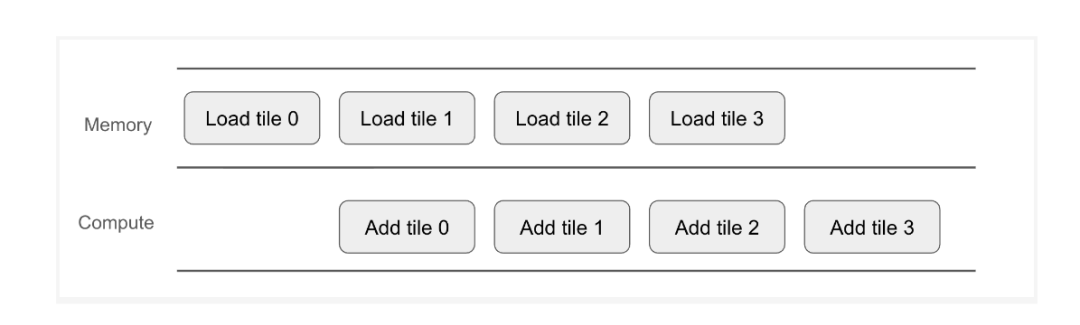 Memory
Load tile 0
Load tile 1
Load tile 2
Load tile 3
Compute
Add tile 0
Add tile 1
Add tile 2
Add tile 3